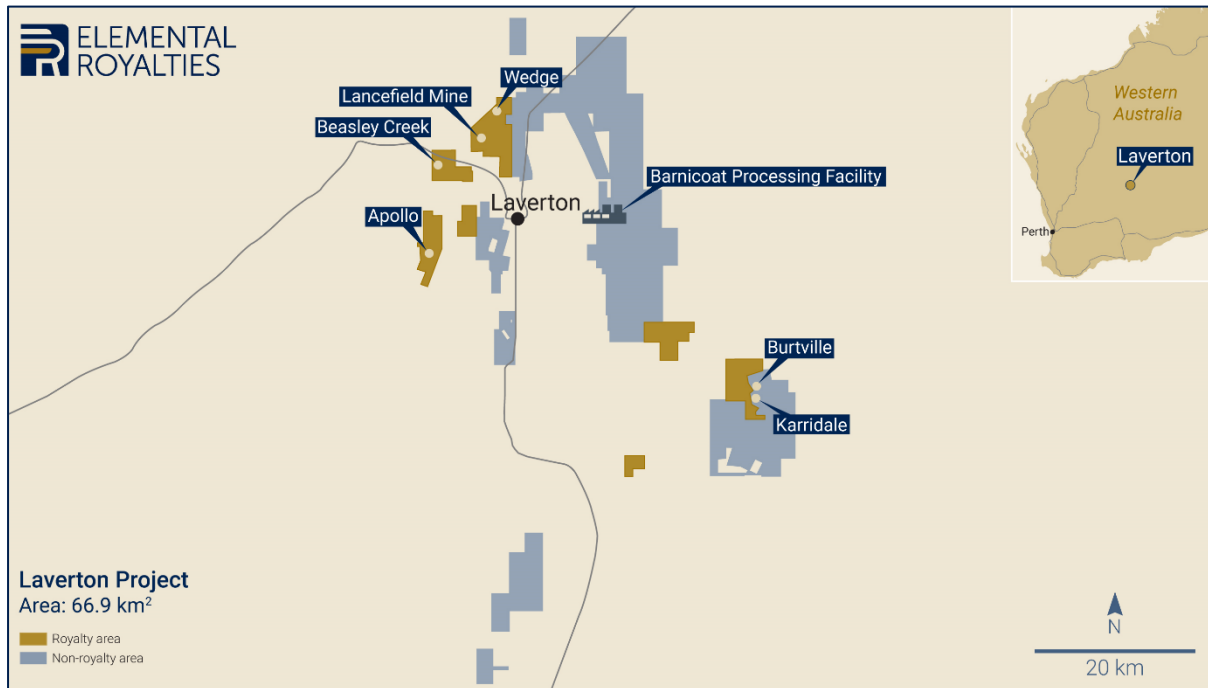 ELEMENTAL
ROYALTIES
Wedge
Lancefield Mine
Beasley Creek
Western
Australia
Laverton
Perth
Barnicoat Processing Facility
Laverton
Apollo
Burtville
Karridale
Laverton Project
Area: 66.9 km²
Royalty area
Non-royalty area
N
20 km